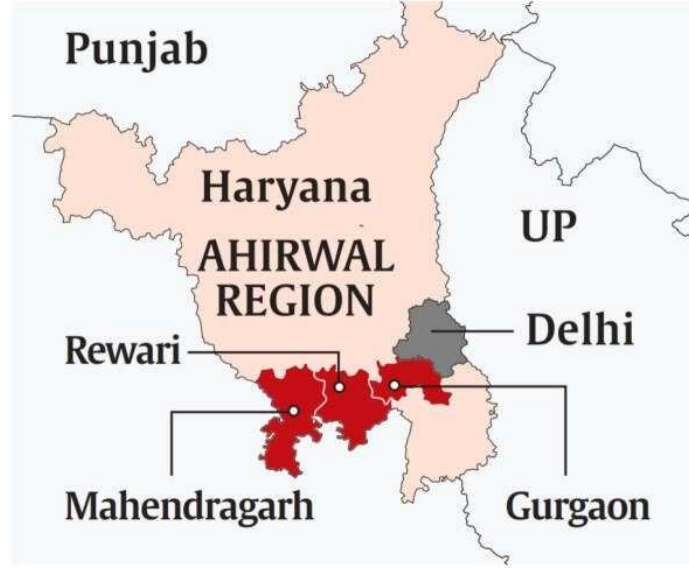 Punjab
Haryana
UP
AHIRWAL
REGION
Delhi
Rewari
Mahendragarh
Gurgaon